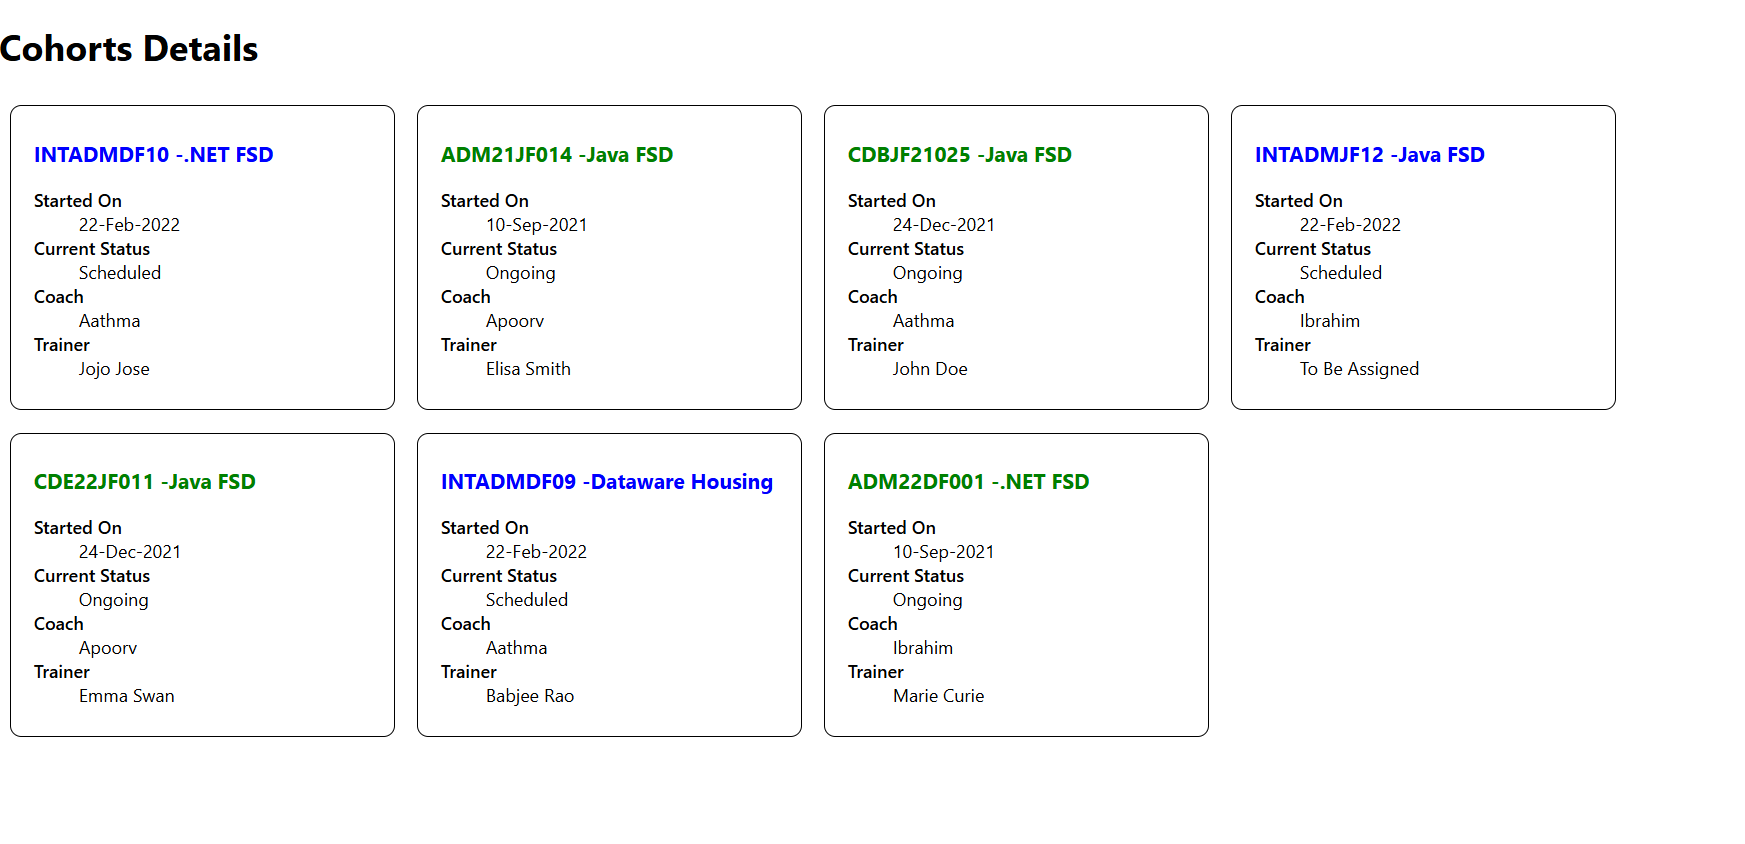 Cohorts Details
INTADMDF10 -.NET FSD
Started On
22-Feb-2022
Current Status
Scheduled
Coach
Aathma
Trainer
Jojo Jose
ADM21JF014 -Java FSD
Started On
10-Sep-2021
Current Status
Ongoing
Coach
Apoorv
Trainer
Elisa Smith
CDBJF21025 -Java FSD
Started On
24-Dec-2021
Current Status
Ongoing
Coach
Aathma
Trainer
John Doe
INTADMJF12 -Java FSD
Started On
22-Feb-2022
Current Status
Scheduled
Coach
Ibrahim
Trainer
To Be Assigned
CDE22JF011 -Java FSD
Started On
24-Dec-2021
Current Status
Ongoing
Coach
Apoorv
Trainer
Emma Swan
INTADMDF09 -Dataware Housing
Started On
22-Feb-2022
Current Status
Scheduled
Coach
Aathma
Trainer
Babjee Rao
ADM22DF001 -.NET FSD
Started On
10-Sep-2021
Current Status
Ongoing
Coach
Ibrahim
Trainer
Marie Curie